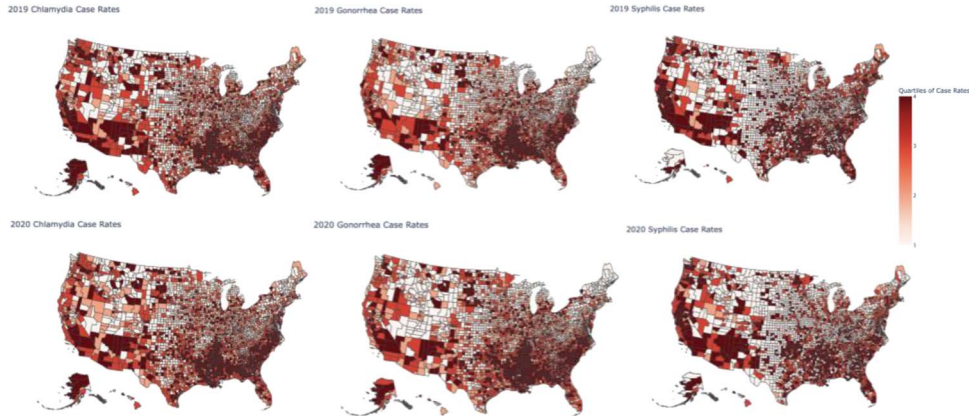 2019 Chlamydia Case Rates
2019 Gonorrhea Case Rates
2019 Syphilis Case Rates
Quartiles of Case Rates
4
3
2
1
2020 Chlamydia Case Rates
2020 Gonorrhea Case Rates
2020 Syphilis Case Rates